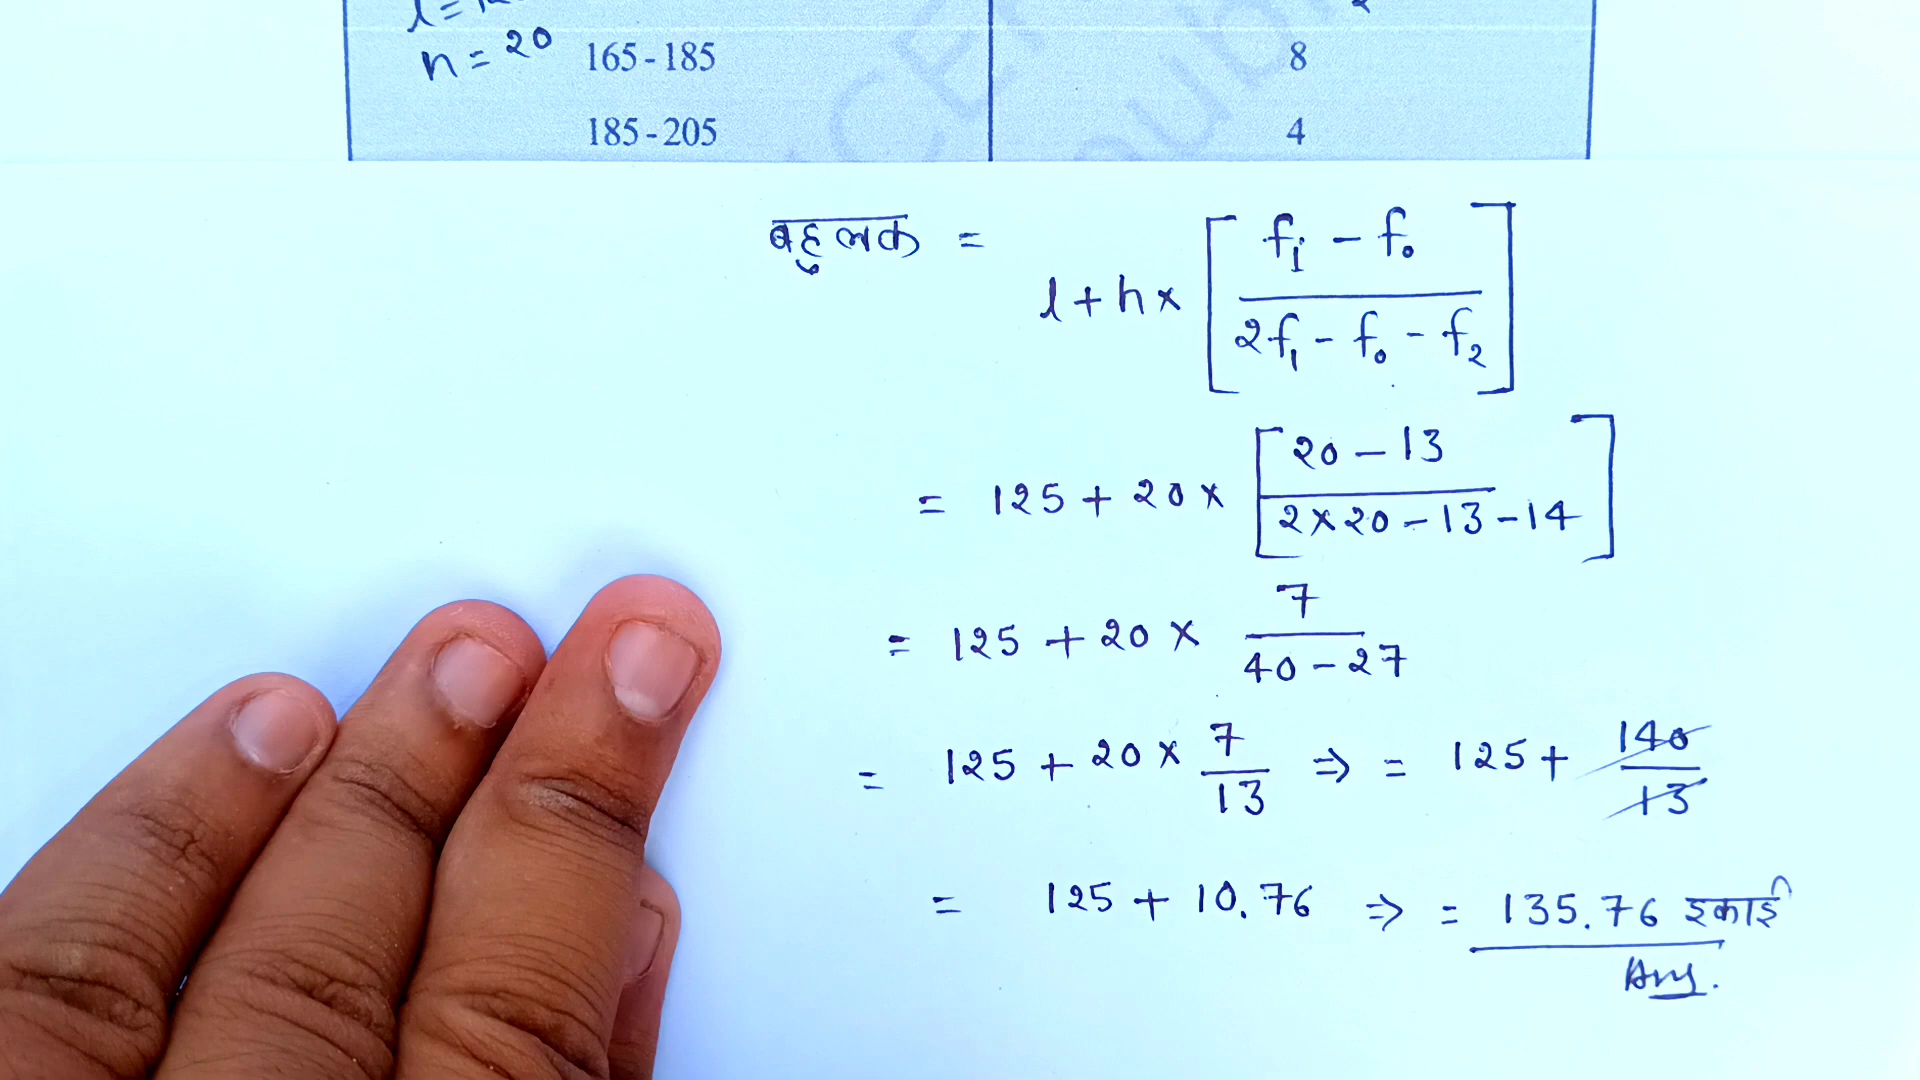 n = 20
165 - 185 8
185 - 205 4
बहुलक = l + h × [ f₁ - f₀ / 2f₁ - f₀ - f₂ ]
= 125 + 20 × [ 20 - 13 / 2 × 20 - 13 - 14 ]
= 125 + 20 × 7 / 40 - 27
= 125 + 20 × 7/13 ⇒ = 125 + 140/13
= 125 + 10.76 ⇒ = 135.76 इकाई
Ans.